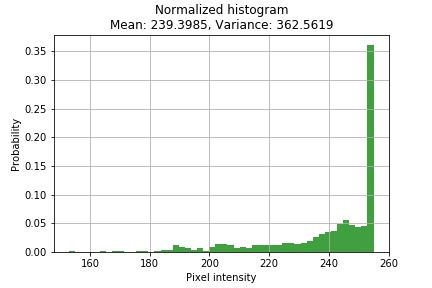 Normalized histogram
Mean: 239.3985, Variance: 362.5619
0.35
0.30
0.25
0.20
0.15
0.10
0.05
0.00
Probability
160 180 200 220 240 260
Pixel intensity